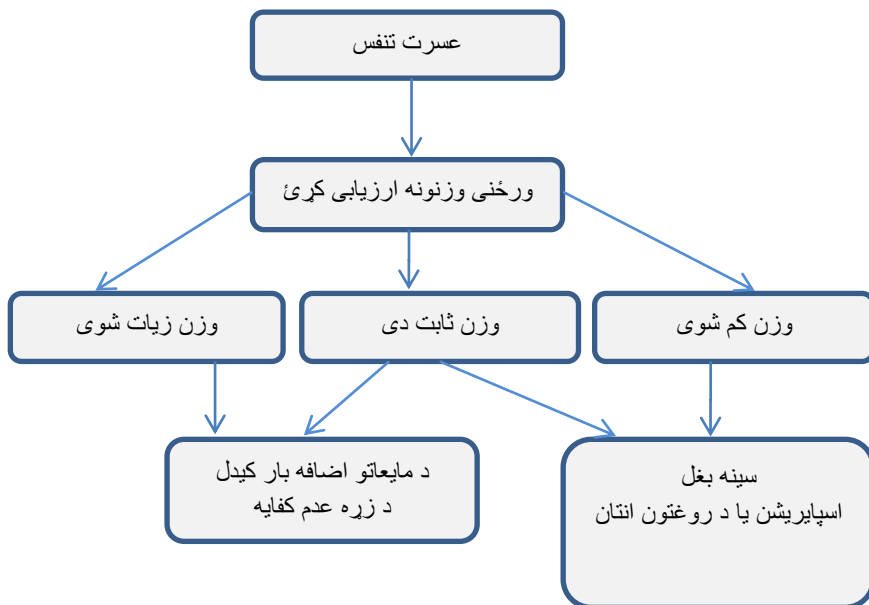 عسرت تنفس
ورځنی وزنونه ارزیابی کړئ
وزن کم شوی
وزن ثابت دی
وزن زیات شوی
سینه بغل
اسپایریشن یا د روغتون انتان
د مایعاتو اضافه بار کیدل
د زړه عدم کفایه